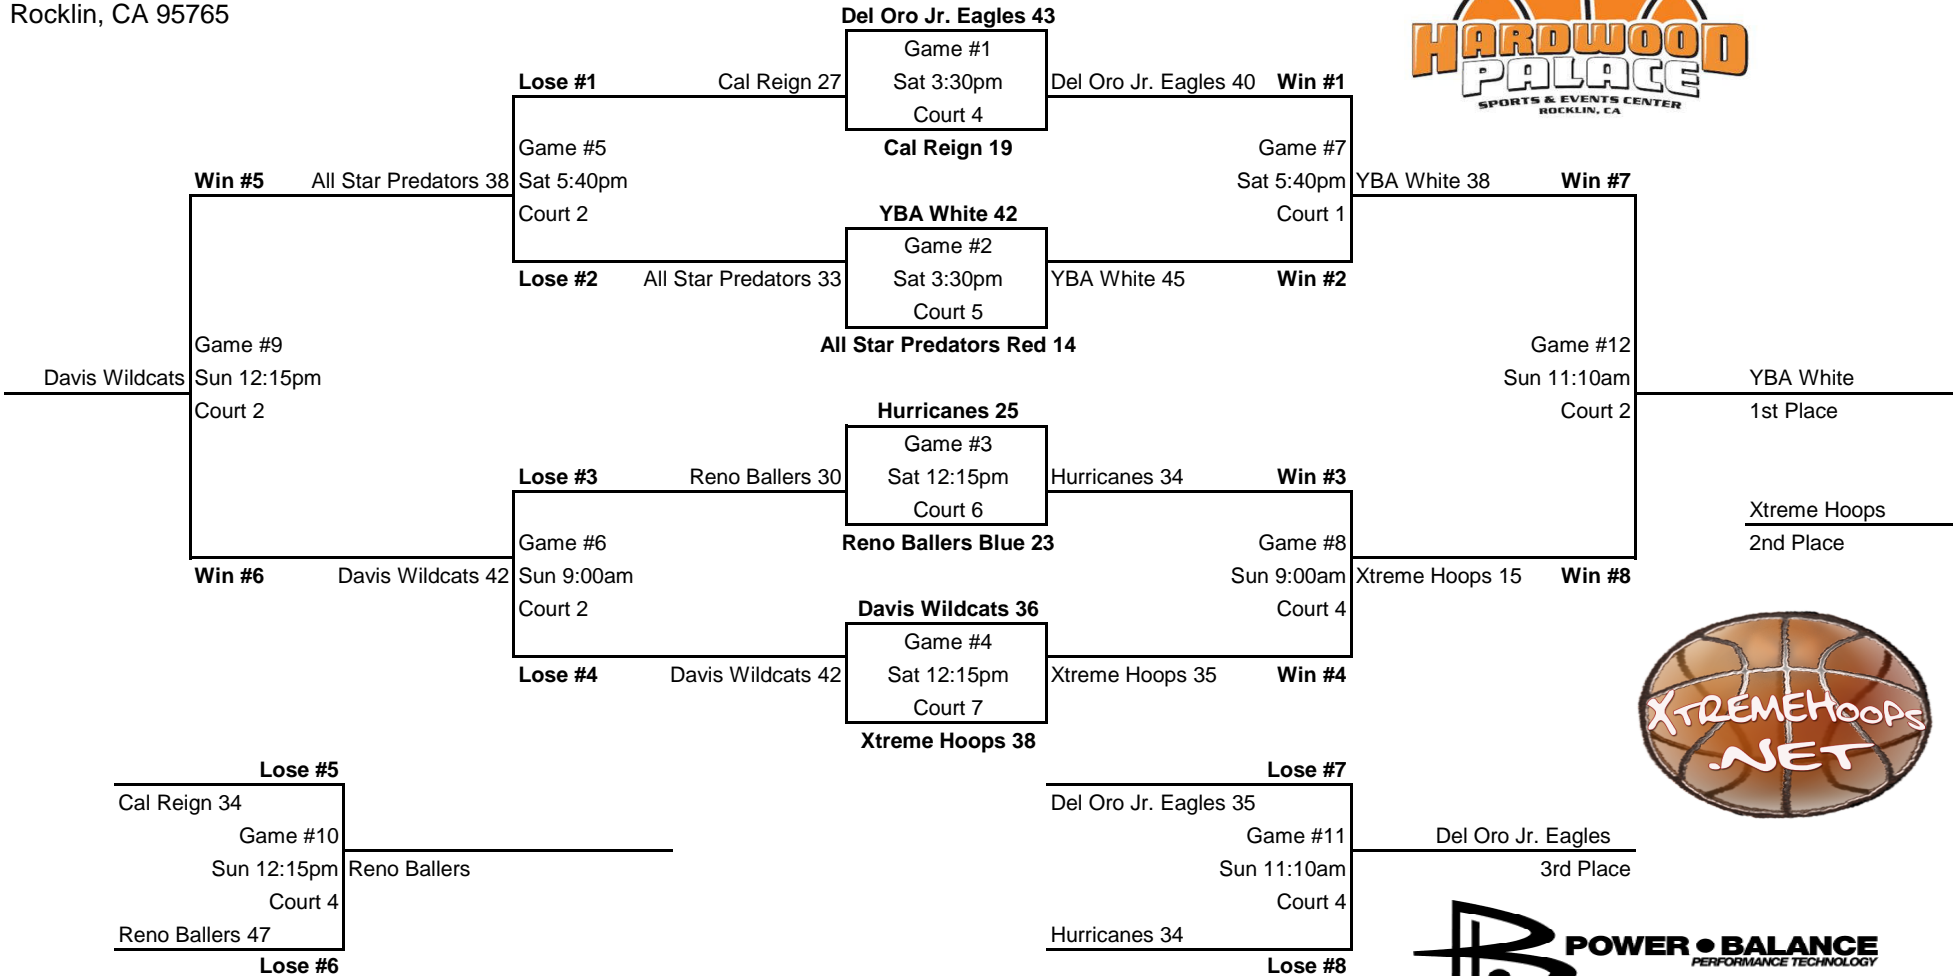 Rocklin, CA 95765
Del Oro Jr. Eagles 43
Game #1
Lose #1 Cal Reign 27 Sat 3:30pm Del Oro Jr. Eagles 40 Win #1
Court 4
Game #5 Cal Reign 19 Game #7
Win #5 All Star Predators 38 Sat 5:40pm Sat 5:40pm YBA White 38 Win #7
Court 2 YBA White 42 Court 1
Game #2
Lose #2 All Star Predators 33 Sat 3:30pm YBA White 45 Win #2
Court 5
Game #9 All Star Predators Red 14 Game #12
Davis Wildcats Sun 12:15pm Sun 11:10am YBA White
Court 2 Hurricanes 25 Court 2 1st Place
Game #3
Lose #3 Reno Ballers 30 Sat 12:15pm Hurricanes 34 Win #3
Court 6 Xtreme Hoops
Game #6 Reno Ballers Blue 23 Game #8 2nd Place
Win #6 Davis Wildcats 42 Sun 9:00am Sun 9:00am Xtreme Hoops 15 Win #8
Court 2 Davis Wildcats 36 Court 4
Game #4
Lose #4 Davis Wildcats 42 Sat 12:15pm Xtreme Hoops 35 Win #4
Court 7
Xtreme Hoops 38
Lose #5 Lose #7
Cal Reign 34 Del Oro Jr. Eagles 35
Game #10 Game #11 Del Oro Jr. Eagles
Sun 12:15pm Reno Ballers Sun 11:10am 3rd Place
Court 4 Court 4
Reno Ballers 47 Hurricanes 34
Lose #6 Lose #8
HARDWOOD
PALACE
SPORTS & EVENTS CENTER
ROCKLIN, CA
XTREMEHOOPS
.NET
POWER BALANCE
PERFORMANCE TECHNOLOGY